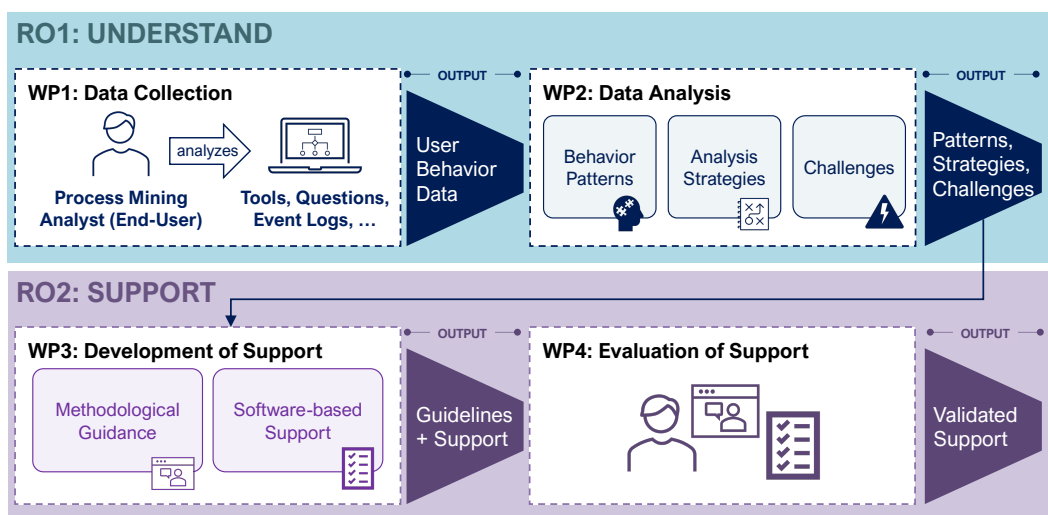 RO1: UNDERSTAND
WP1: Data Collection
analyzes
Process Mining
Analyst (End-User)
Tools, Questions,
Event Logs, …
OUTPUT
User
Behavior
Data
WP2: Data Analysis
Behavior
Patterns
Analysis
Strategies
Challenges
OUTPUT
Patterns,
Strategies,
Challenges
RO2: SUPPORT
WP3: Development of Support
Methodological
Guidance
Software-based
Support
OUTPUT
Guidelines
+ Support
WP4: Evaluation of Support
OUTPUT
Validated
Support